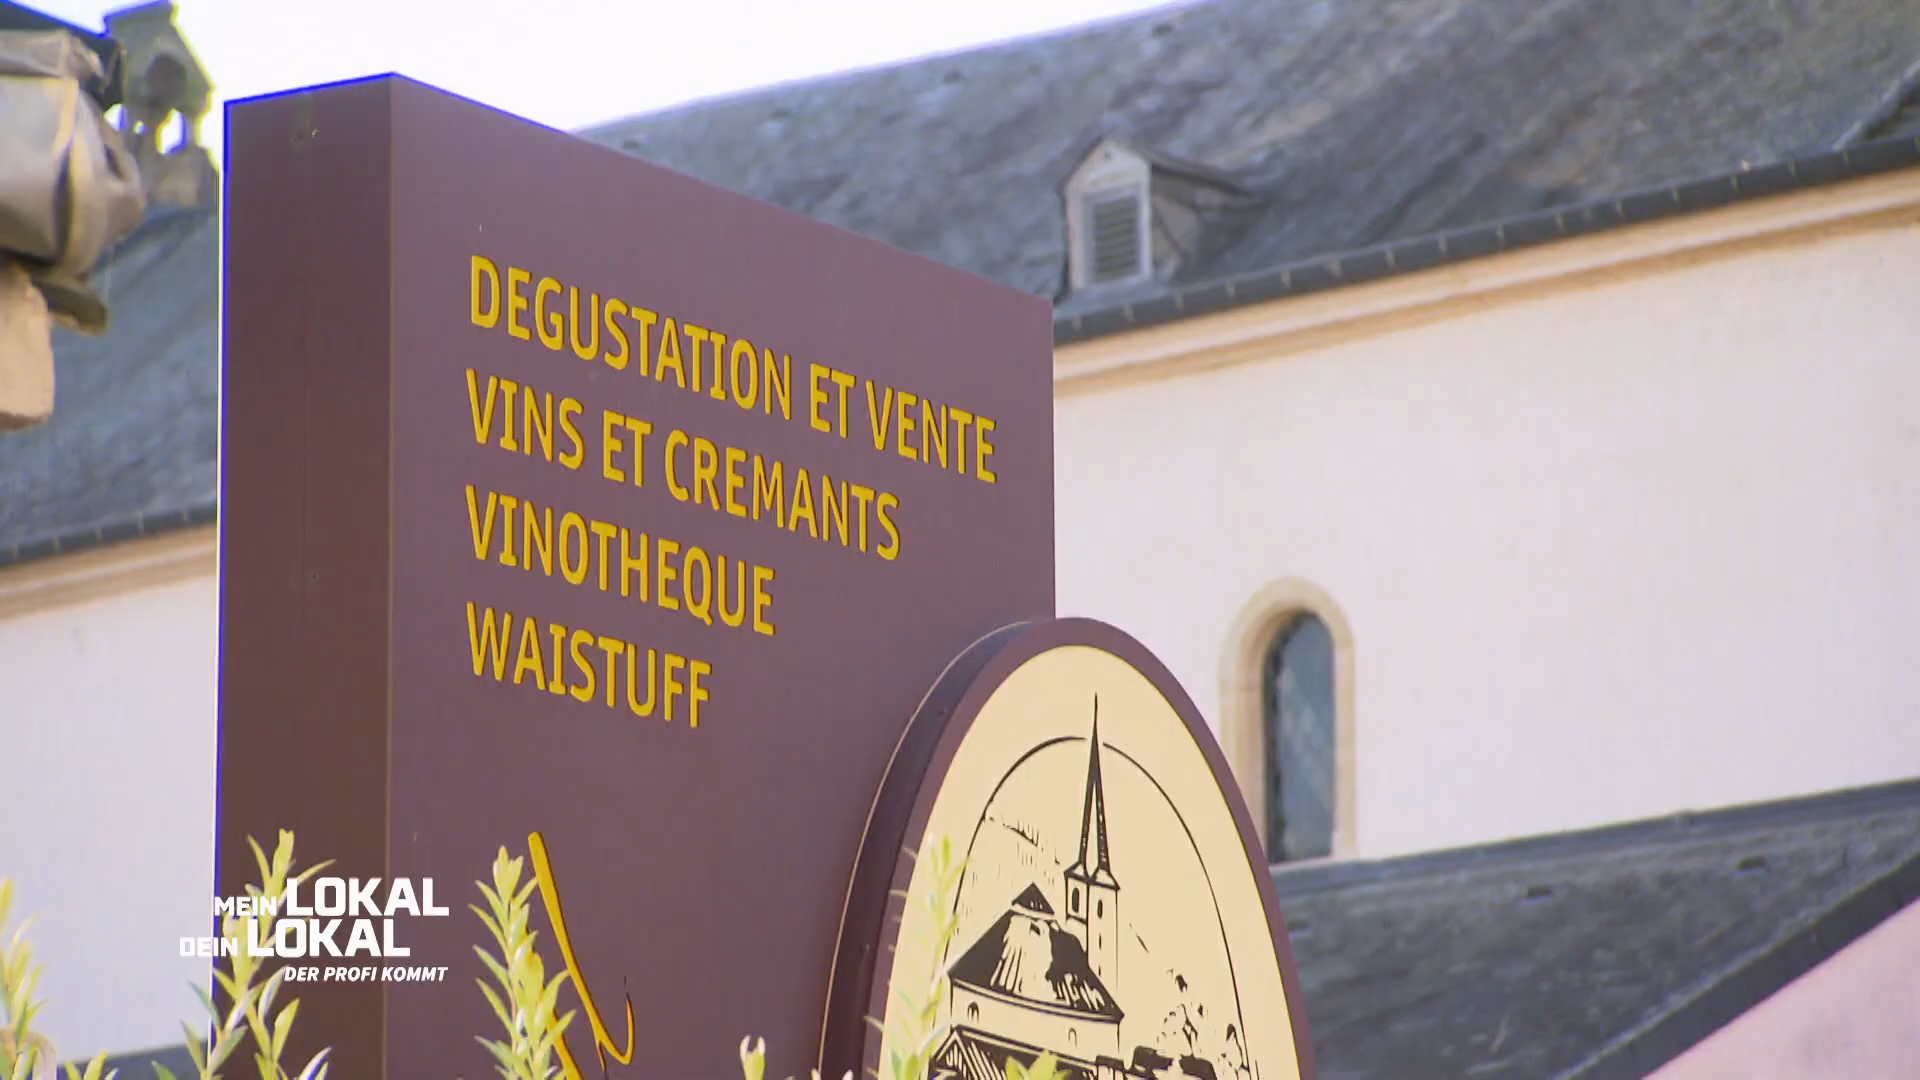 DEGUSTATION ET VENTE
VINS ET CREMANTS
VINOTHEQUE
WAISTUFF
MEIN LOKAL
DEIN LOKAL
DER PROFI KOMMT